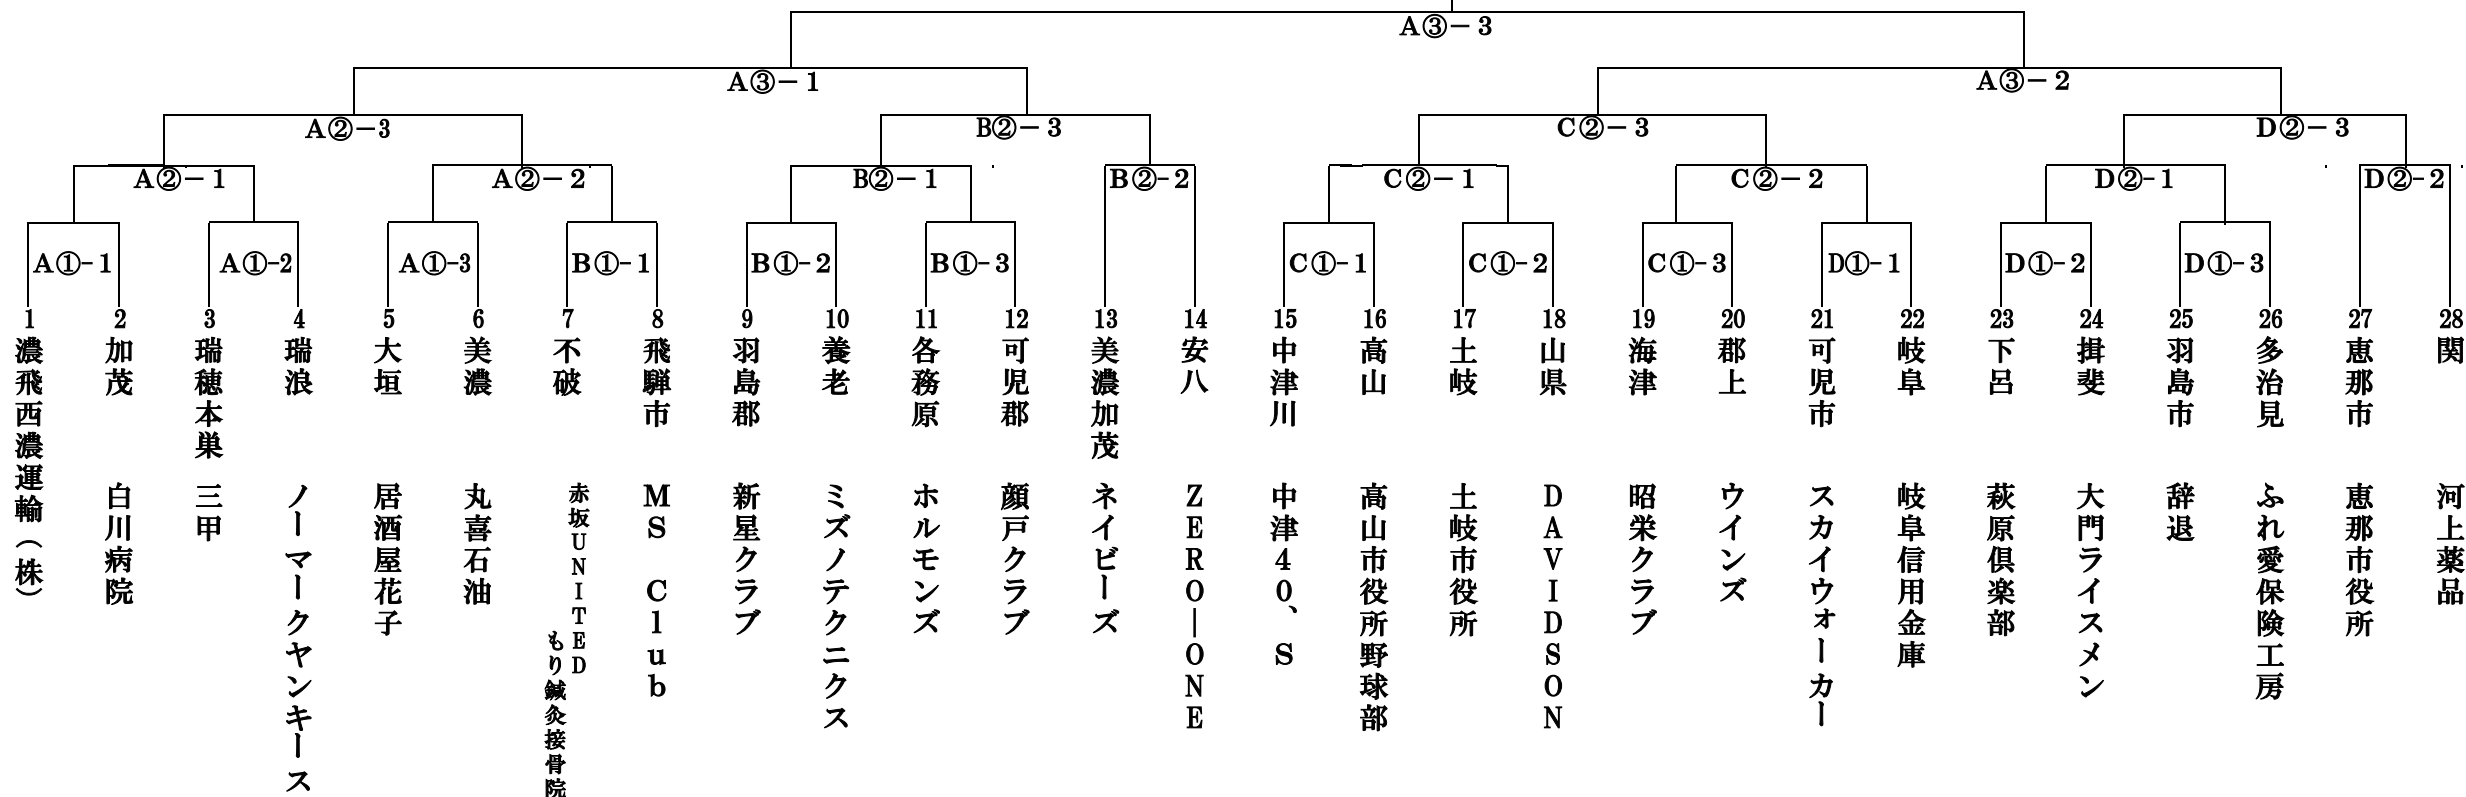 A③－3
A③－1
A③－2
A②－3
B②－3
C②－3
D②－3
A②－1
A②－2
B②－1
B②-2
C②－1
C②－2
D②-1
D②-2
A①-1
A①-2
A①-3
B①-1
B①-2
B①-3
C①-1
C①-2
C①-3
D①-1
D①-2
D①-3
1 濃飛西濃運輸（株）
2 加茂 白川病院
3 瑞穂本巣 三甲
4 瑞浪 ノーマークヤンキース
5 大垣 居酒屋花子
6 美濃 丸喜石油
7 不破 赤坂UNITED
もり鍼灸接骨院
8 飛騨市 MS Club
9 羽島郡 新星クラブ
10 養老 ミズノテクニクス
11 各務原 ホルモンズ
12 可児郡 顔戸クラブ
13 美濃加茂 ネイビーズ
14 安八 ZERO―ONE
15 中津川 中津40、S
16 高山 高山市役所野球部
17 土岐 土岐市役所
18 山県 DAVIDSON
19 海津 昭栄クラブ
20 郡上 ウインズ
21 可児市 スカイウォーカー
22 岐阜 岐阜信用金庫
23 下呂 萩原倶楽部
24 揖斐 大門ライスメン
25 羽島市 辞退
26 多治見 ふれ愛保険工房
27 恵那市 恵那市役所
28 関 河上薬品